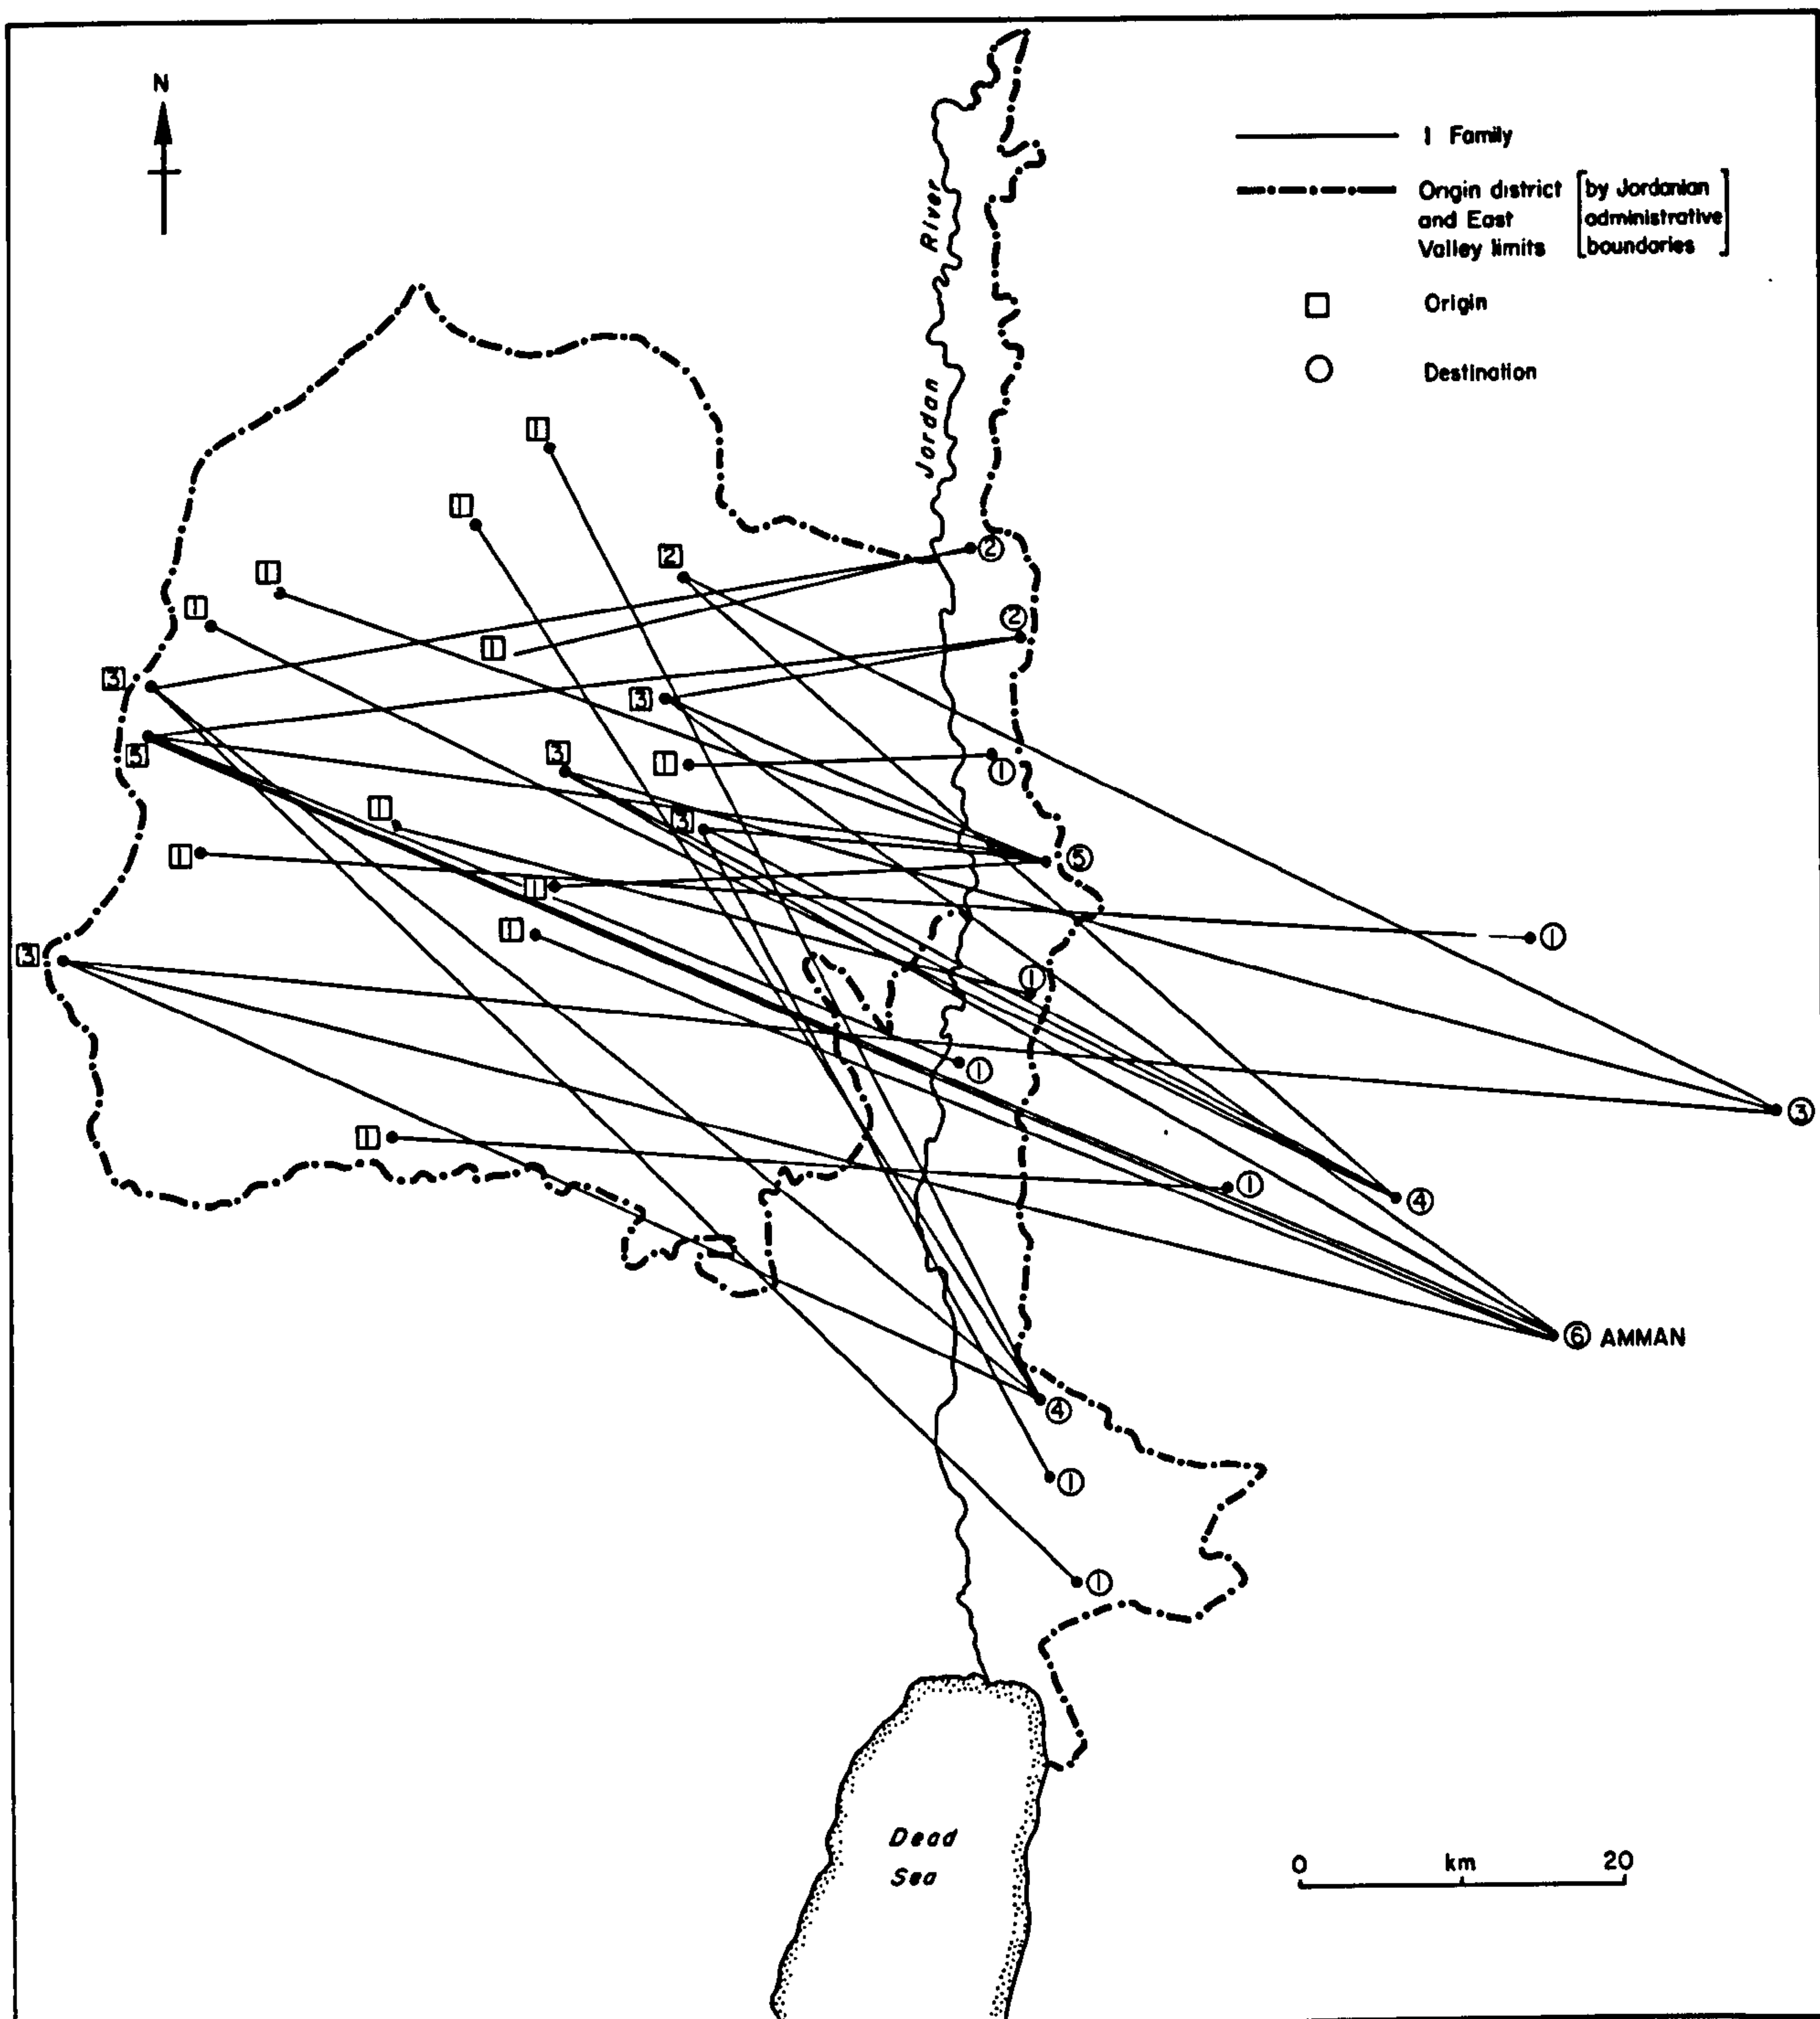 N
1 Family
Origin district
and East
Valley limits
by Jordanian
administrative
boundaries
Origin
Destination
Jordan River
1
1
2
2
1
1
2
1
3
3
3
5
1
1
1
3
5
1
1
1
1
3
1
1
3
1
1
4
6 AMMAN
4
1
1
Dead
Sea
0 km 20